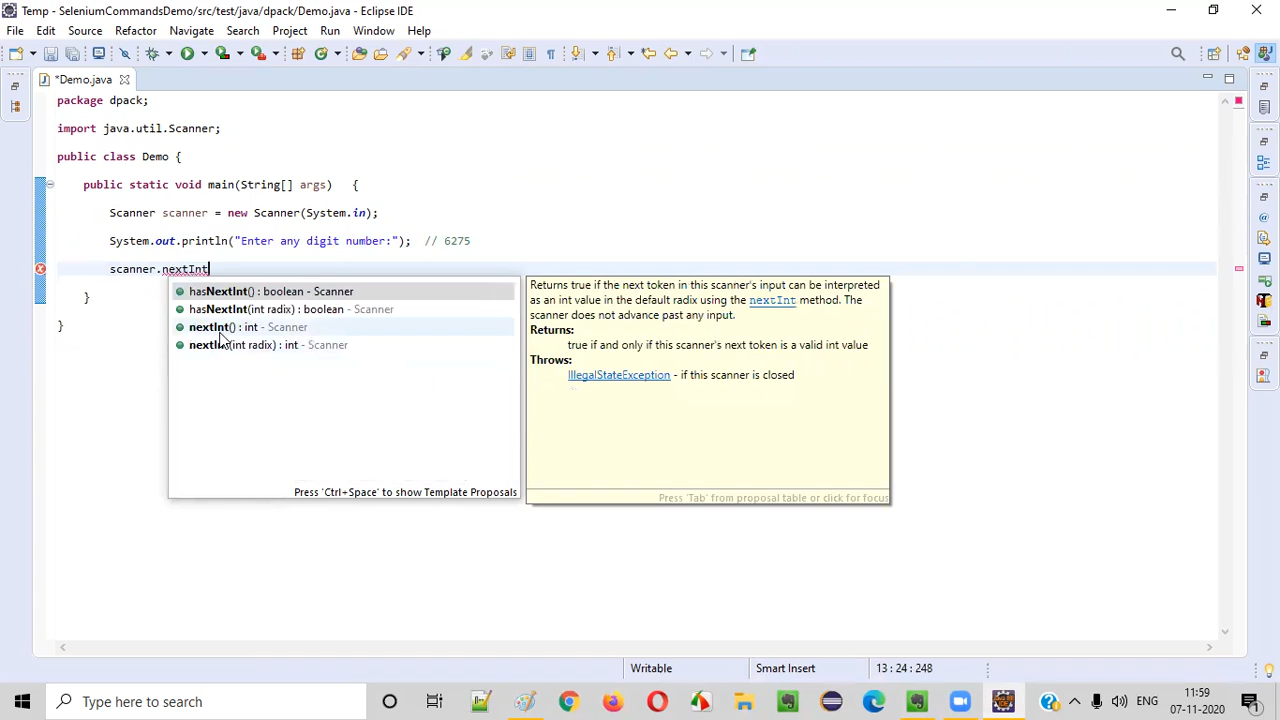 Temp - SeleniumCommandsDemo/src/test/java/dpack/Demo.java - Eclipse IDE
File Edit Source Refactor Navigate Search Project Run Window Help
*Demo.java
package dpack;
import java.util.Scanner;
public class Demo {
public static void main(String[] args) {
Scanner scanner = new Scanner(System.in);
System.out.println("Enter any digit number:"); // 6275
scanner.nextInt
}
}
hasNextInt() : boolean - Scanner
hasNextInt(int radix) : boolean - Scanner
nextInt() : int - Scanner
nextInt(int radix) : int - Scanner
Press 'Ctrl+Space' to show Template Proposals
Returns true if the next token in this scanner's input can be interpreted
as an int value in the default radix using the nextInt method. The
scanner does not advance past any input.
Returns:
true if and only if this scanner's next token is a valid int value
Throws:
IllegalStateException - if this scanner is closed
Press 'Tab' from proposal table or click for focus
Writable Smart Insert 13 : 24 : 248
Type here to search
ENG
11:59
07-11-2020